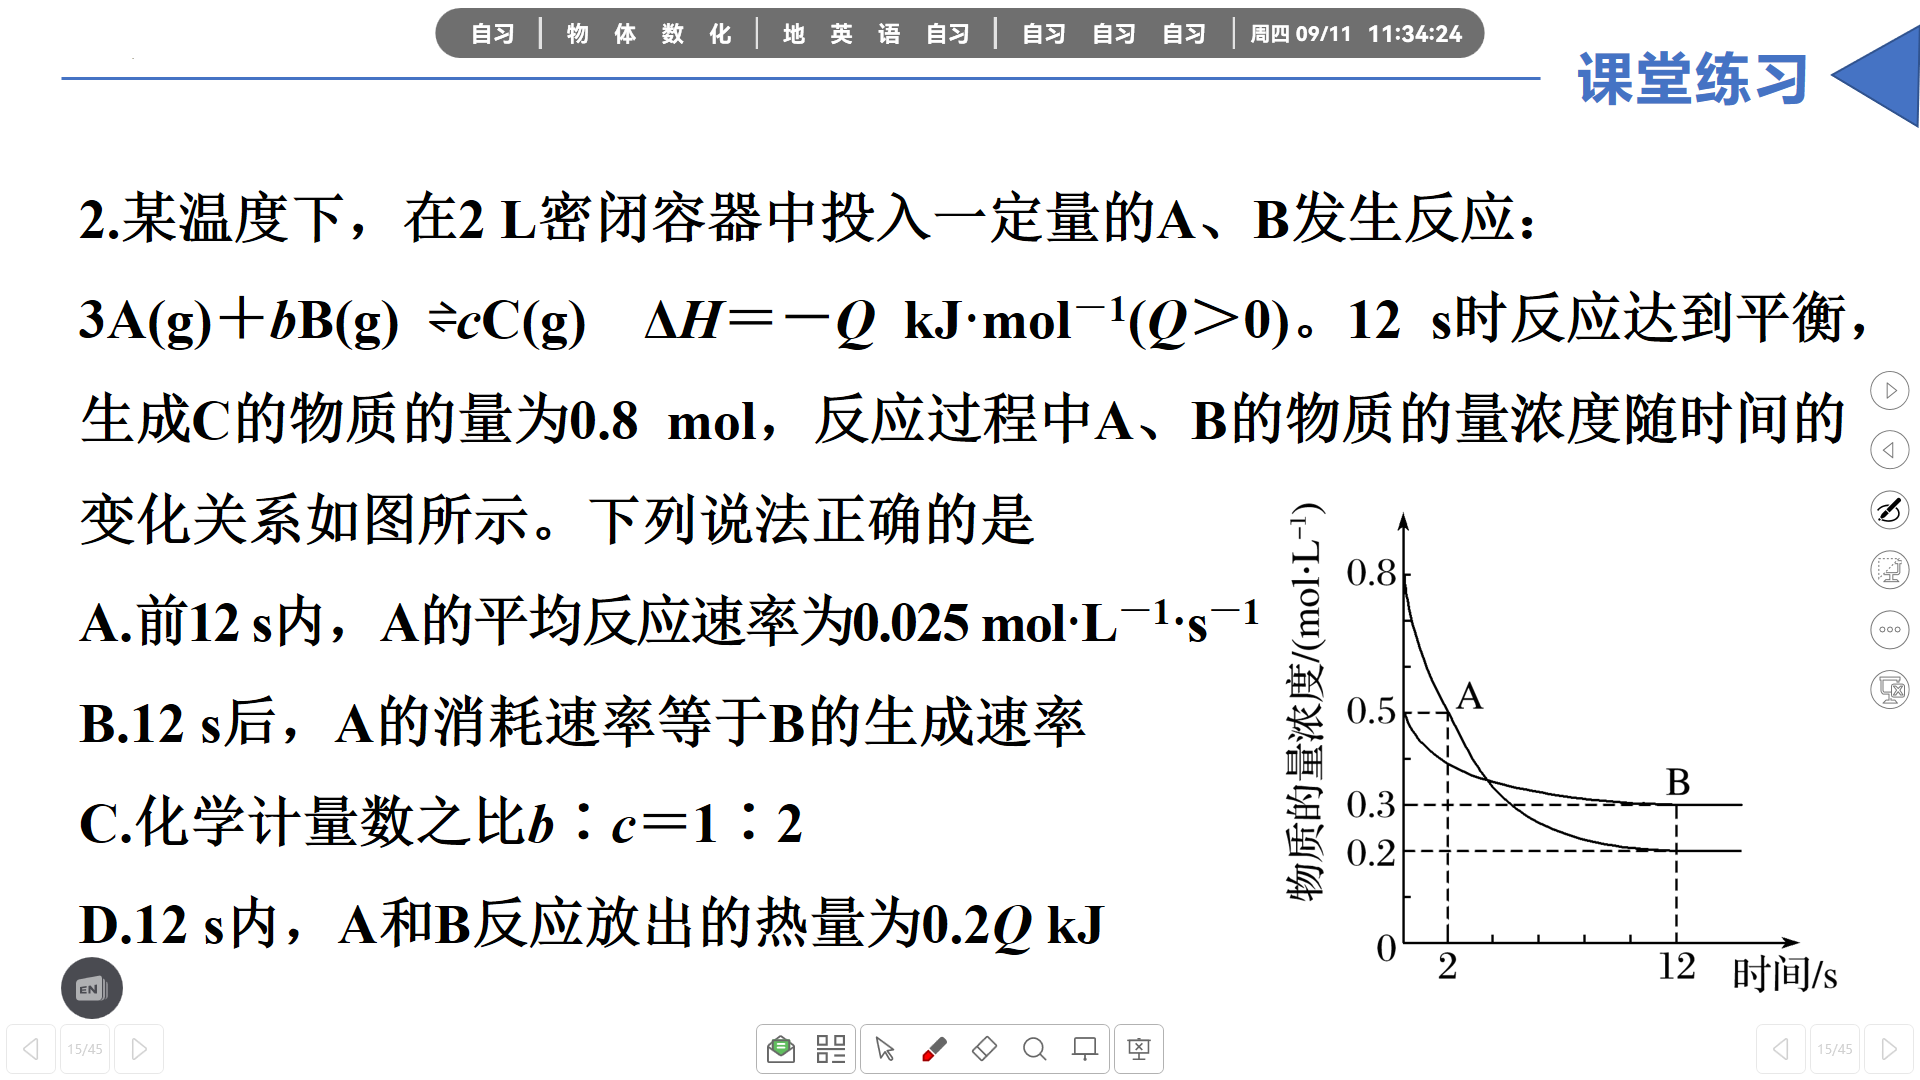 自习 | 物 体 数 化 | 地 英 语 自习 | 自习 自习 自习 | 周四 09/11 11:34:24
课堂练习
2.某温度下，在2 L密闭容器中投入一定量的A、B发生反应：
3A(g)＋bB(g) ⇌cC(g) ΔH＝－Q kJ·mol⁻¹(Q＞0)。12 s时反应达到平衡，
生成C的物质的量为0.8 mol，反应过程中A、B的物质的量浓度随时间的
变化关系如图所示。下列说法正确的是
A.前12 s内，A的平均反应速率为0.025 mol·L⁻¹·s⁻¹
B.12 s后，A的消耗速率等于B的生成速率
C.化学计量数之比b∶c＝1∶2
D.12 s内，A和B反应放出的热量为0.2Q kJ
物质的量浓度/(mol·L⁻¹)
0.8
A
0.5
B
0.3
0.2
0
2
12
时间/s
EN
15/45
15/45